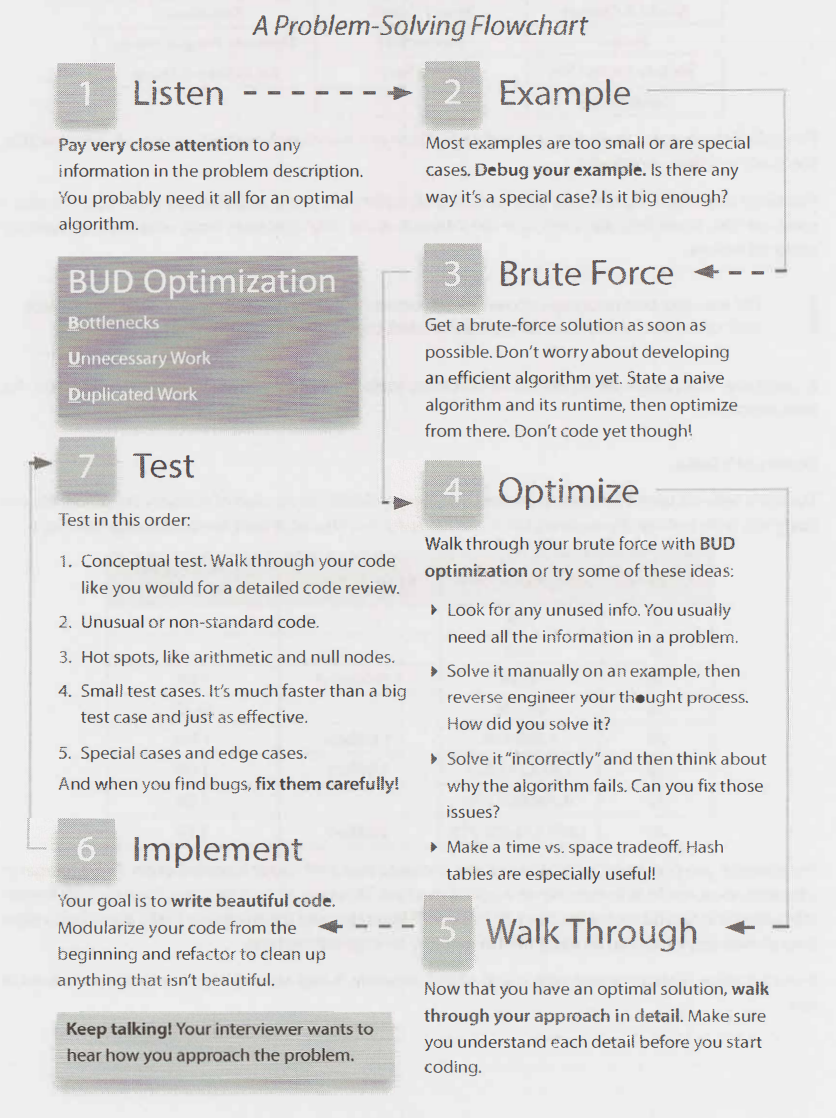 A Problem-Solving Flowchart
1 Listen
Pay very close attention to any
information in the problem description.
You probably need it all for an optimal
algorithm.
2 Example
Most examples are too small or are special
cases. Debug your example. Is there any
way it's a special case? Is it big enough?
BUD Optimization
Bottlenecks
Unnecessary Work
Duplicated Work
3 Brute Force
Get a brute-force solution as soon as
possible. Don't worry about developing
an efficient algorithm yet. State a naive
algorithm and its runtime, then optimize
from there. Don't code yet though!
4 Optimize
Walk through your brute force with BUD
optimization or try some of these ideas:
▸ Look for any unused info. You usually
need all the information in a problem.
▸ Solve it manually on an example, then
reverse engineer your thought process.
How did you solve it?
▸ Solve it "incorrectly" and then think about
why the algorithm fails. Can you fix those
issues?
▸ Make a time vs. space tradeoff. Hash
tables are especially useful!
5 Walk Through
Now that you have an optimal solution, walk
through your approach in detail. Make sure
you understand each detail before you start
coding.
6 Implement
Your goal is to write beautiful code.
Modularize your code from the
beginning and refactor to clean up
anything that isn't beautiful.
7 Test
Test in this order:
1. Conceptual test. Walk through your code
like you would for a detailed code review.
2. Unusual or non-standard code.
3. Hot spots, like arithmetic and null nodes.
4. Small test cases. It's much faster than a big
test case and just as effective.
5. Special cases and edge cases.
And when you find bugs, fix them carefully!
Keep talking! Your interviewer wants to
hear how you approach the problem.